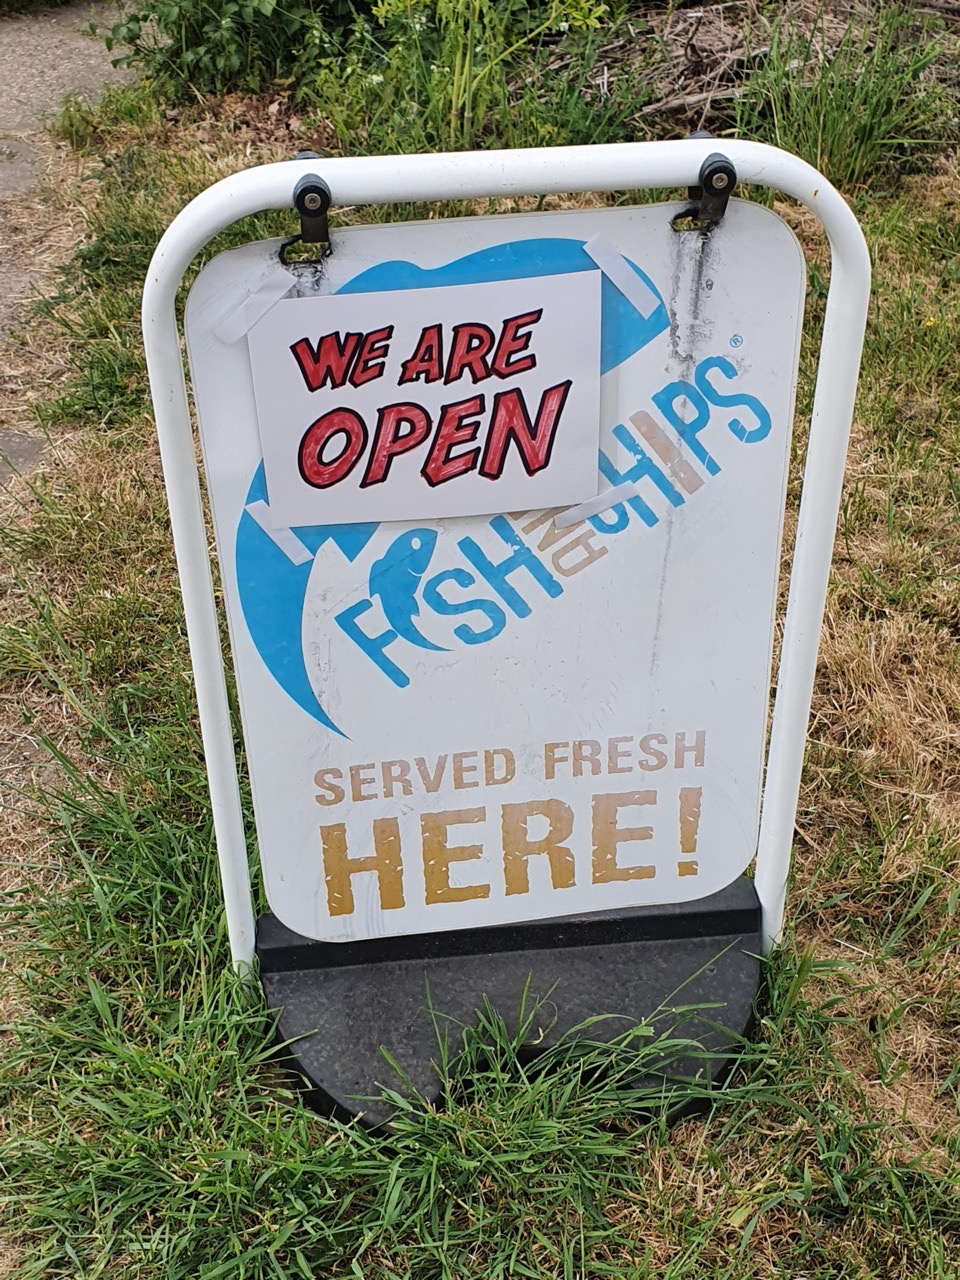 WE ARE
OPEN
FISH AND CHIPS®
SERVED FRESH
HERE!